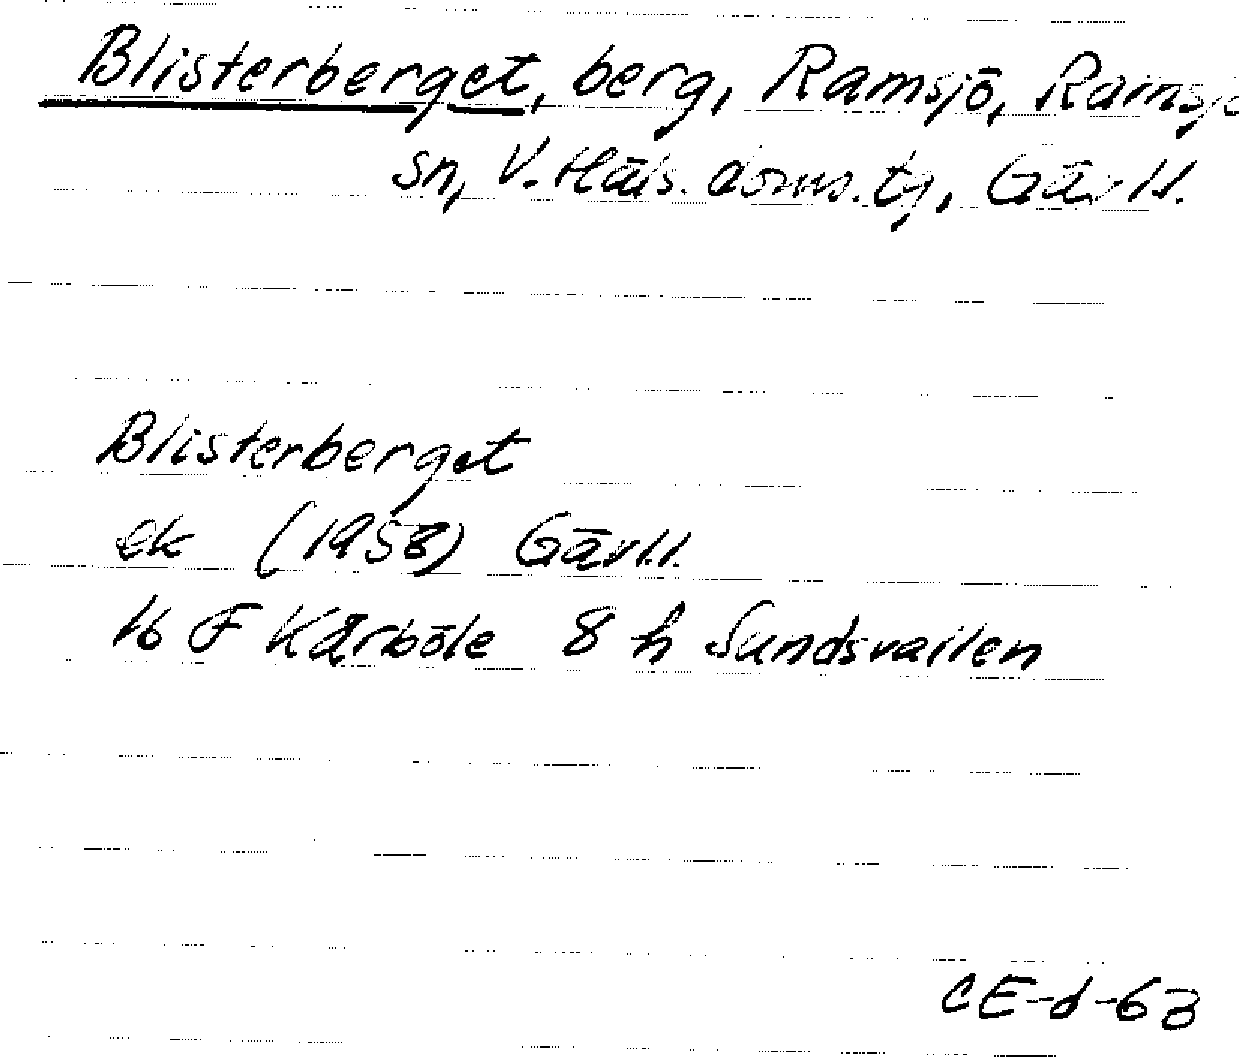 Blisterberget, berg, Ramsjö, Ramsjö
sn, V. Häls. doms. tg, Gävl.l.
Blisterberget
ek (1958) Gävl.l.
16 F Kårböle 8 h Sundsvallen
CE-d-63